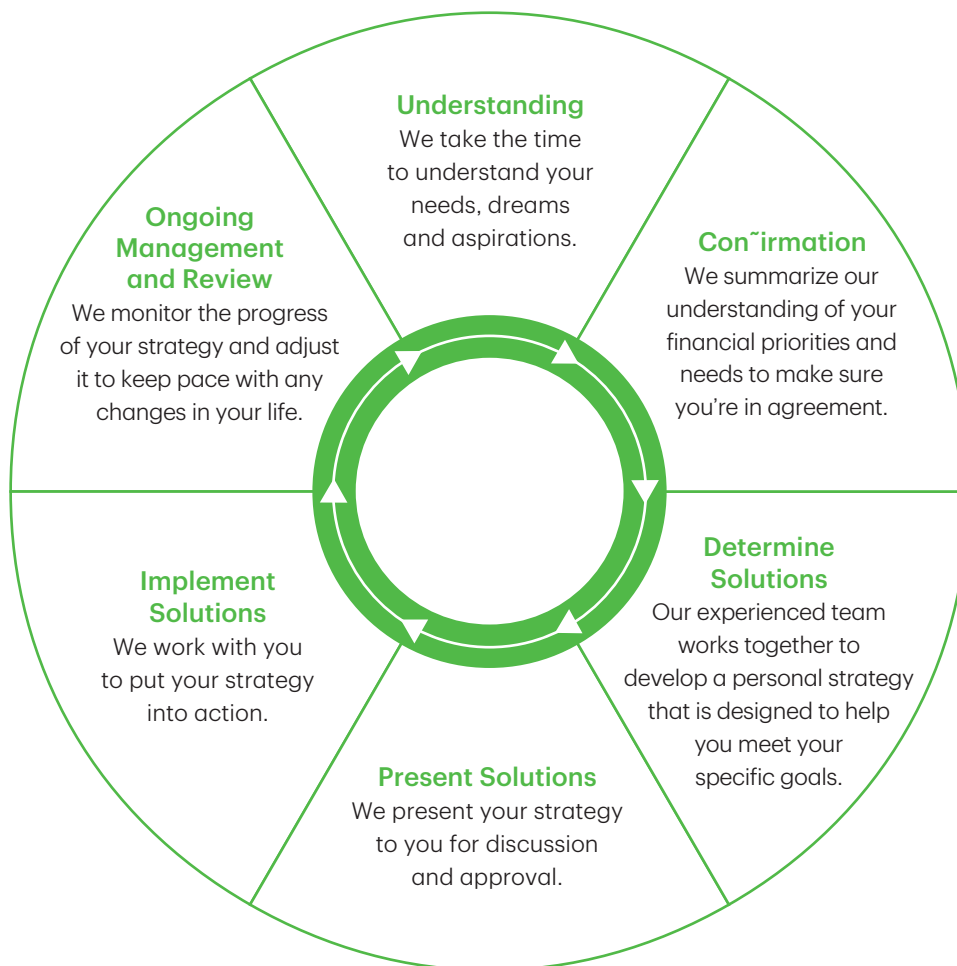 Understanding
We take the time
to understand your
needs, dreams
and aspirations.
Con˜irmation
We summarize our
understanding of your
financial priorities and
needs to make sure
you’re in agreement.
Determine
Solutions
Our experienced team
works together to
develop a personal strategy
that is designed to help
you meet your
specific goals.
Present Solutions
We present your strategy
to you for discussion
and approval.
Implement
Solutions
We work with you
to put your strategy
into action.
Ongoing
Management
and Review
We monitor the progress
of your strategy and adjust
it to keep pace with any
changes in your life.